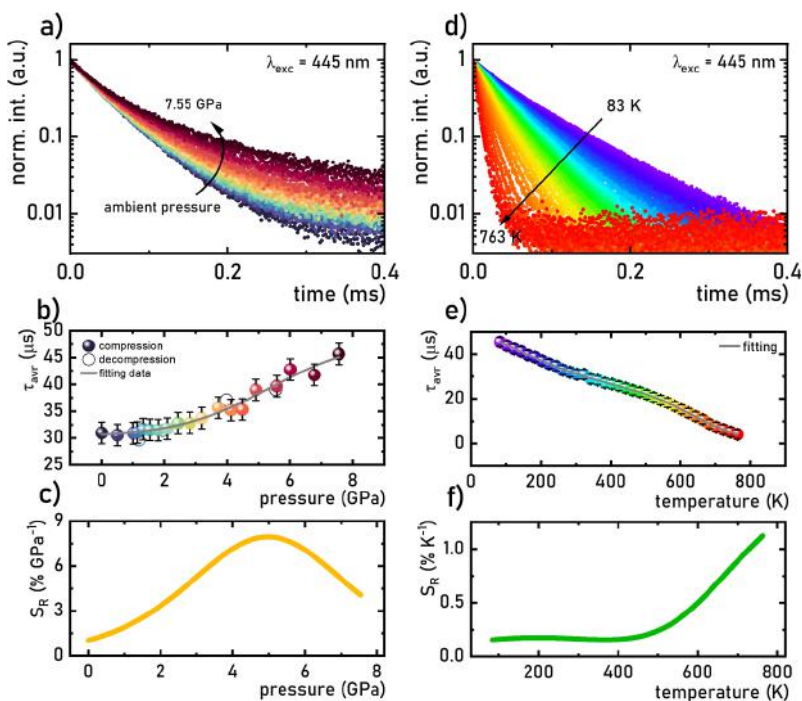 a)
norm. int. (a.u.)
1
0.1
0.01
λexc = 445 nm
7.55 GPa
ambient pressure
0.0 0.2 0.4
time (ms)
d)
norm. int. (a.u.)
1
0.1
0.01
λexc = 445 nm
83 K
763 K
0.0 0.2 0.4
time (ms)
b)
τavr (μs)
50
45
40
35
30
25
compression
decompression
fitting data
0 2 4 6 8
pressure (GPa)
e)
τavr (μs)
40
20
0
fitting
0 200 400 600 800
temperature (K)
c)
SR (% GPa⁻¹)
9
6
3
0
0 2 4 6 8
pressure (GPa)
f)
SR (% K⁻¹)
1.0
0.5
0.0
200 400 600 800
temperature (K)